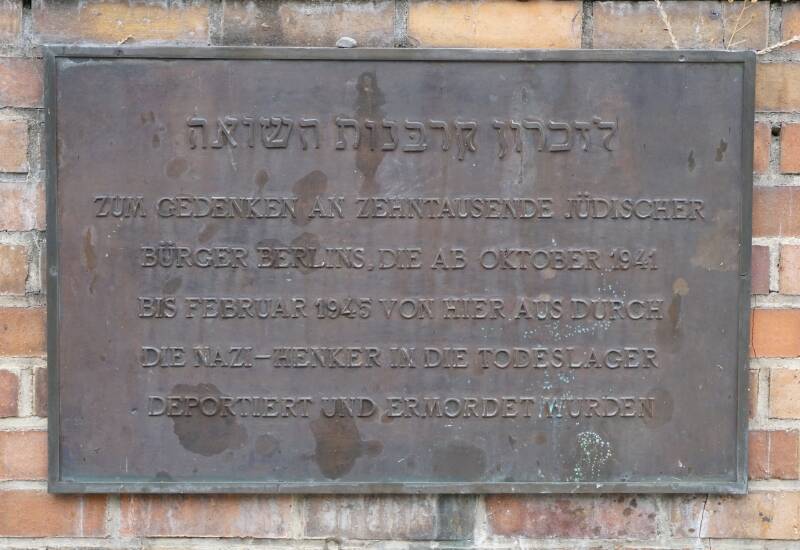 לזכרון קרבנות השואה
ZUM GEDENKEN AN ZEHNTAUSENDE JÜDISCHER
BÜRGER BERLINS, DIE AB OKTOBER 1941
BIS FEBRUAR 1945 VON HIER AUS DURCH
DIE NAZI-HENKER IN DIE TODESLAGER
DEPORTIERT UND ERMORDET WURDEN